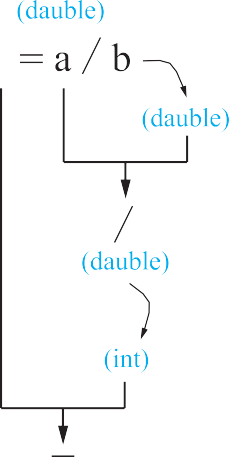 (dauble)
= a / b
(dauble)
/
(dauble)
(int)
=